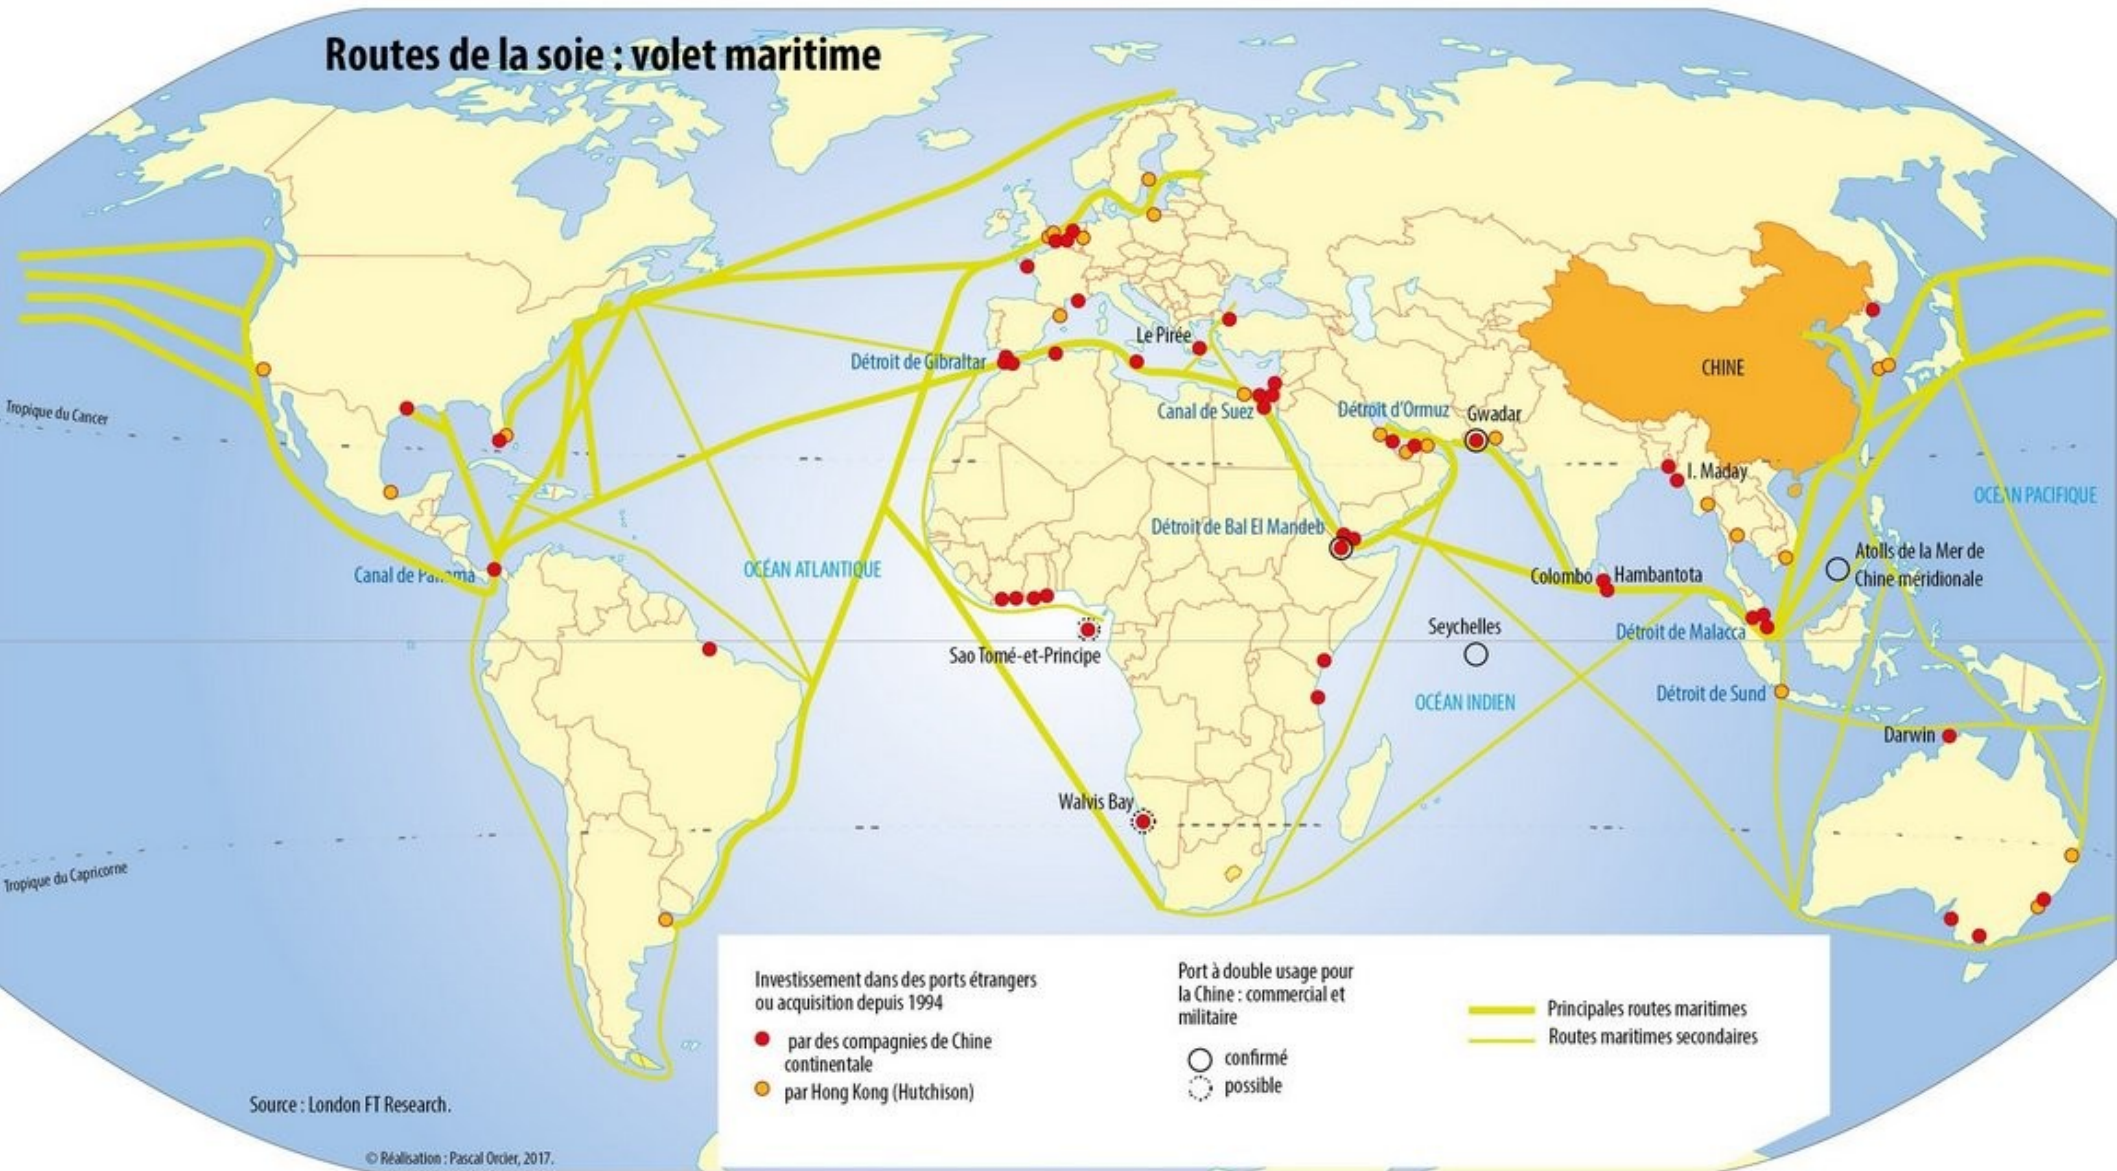 Routes de la soie : volet maritime
Le Pirée
Détroit de Gibraltar
CHINE
Tropique du Cancer
Canal de Suez
Détroit d'Ormuz
Gwadar
I. Maday
OCÉAN PACIFIQUE
Détroit de Bal El Mandeb
Canal de Panama
OCÉAN ATLANTIQUE
Colombo
Hambantota
Atolls de la Mer de
Chine méridionale
Seychelles
Détroit de Malacca
Sao Tomé-et-Principe
OCÉAN INDIEN
Détroit de Sund
Darwin
Walvis Bay
Tropique du Capricorne
Investissement dans des ports étrangers
ou acquisition depuis 1994
par des compagnies de Chine
continentale
par Hong Kong (Hutchison)
Port à double usage pour
la Chine : commercial et
militaire
confirmé
possible
Principales routes maritimes
Routes maritimes secondaires
Source : London FT Research.
© Réalisation : Pascal Orcier, 2017.